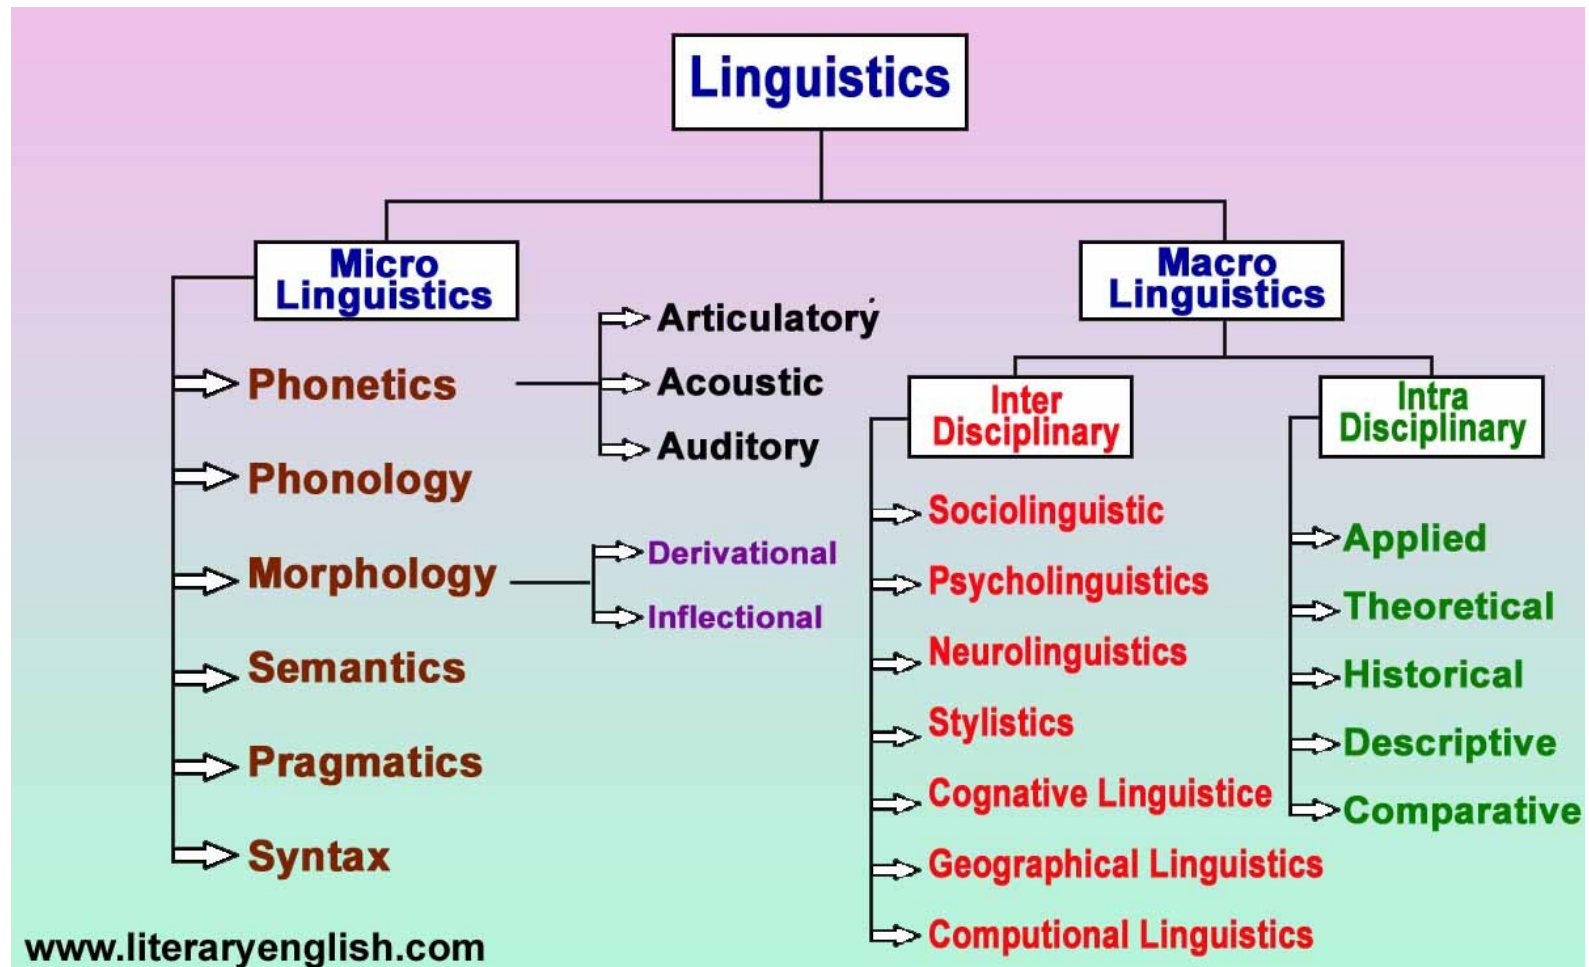 Linguistics
Micro
Linguistics
Phonetics
Articulatory
Acoustic
Auditory
Phonology
Morphology
Derivational
Inflectional
Semantics
Pragmatics
Syntax
Macro
Linguistics
Inter
Disciplinary
Sociolinguistic
Psycholinguistics
Neurolinguistics
Stylistics
Cognative Linguistice
Geographical Linguistics
Computional Linguistics
Intra
Disciplinary
Applied
Theoretical
Historical
Descriptive
Comparative
www.literaryenglish.com